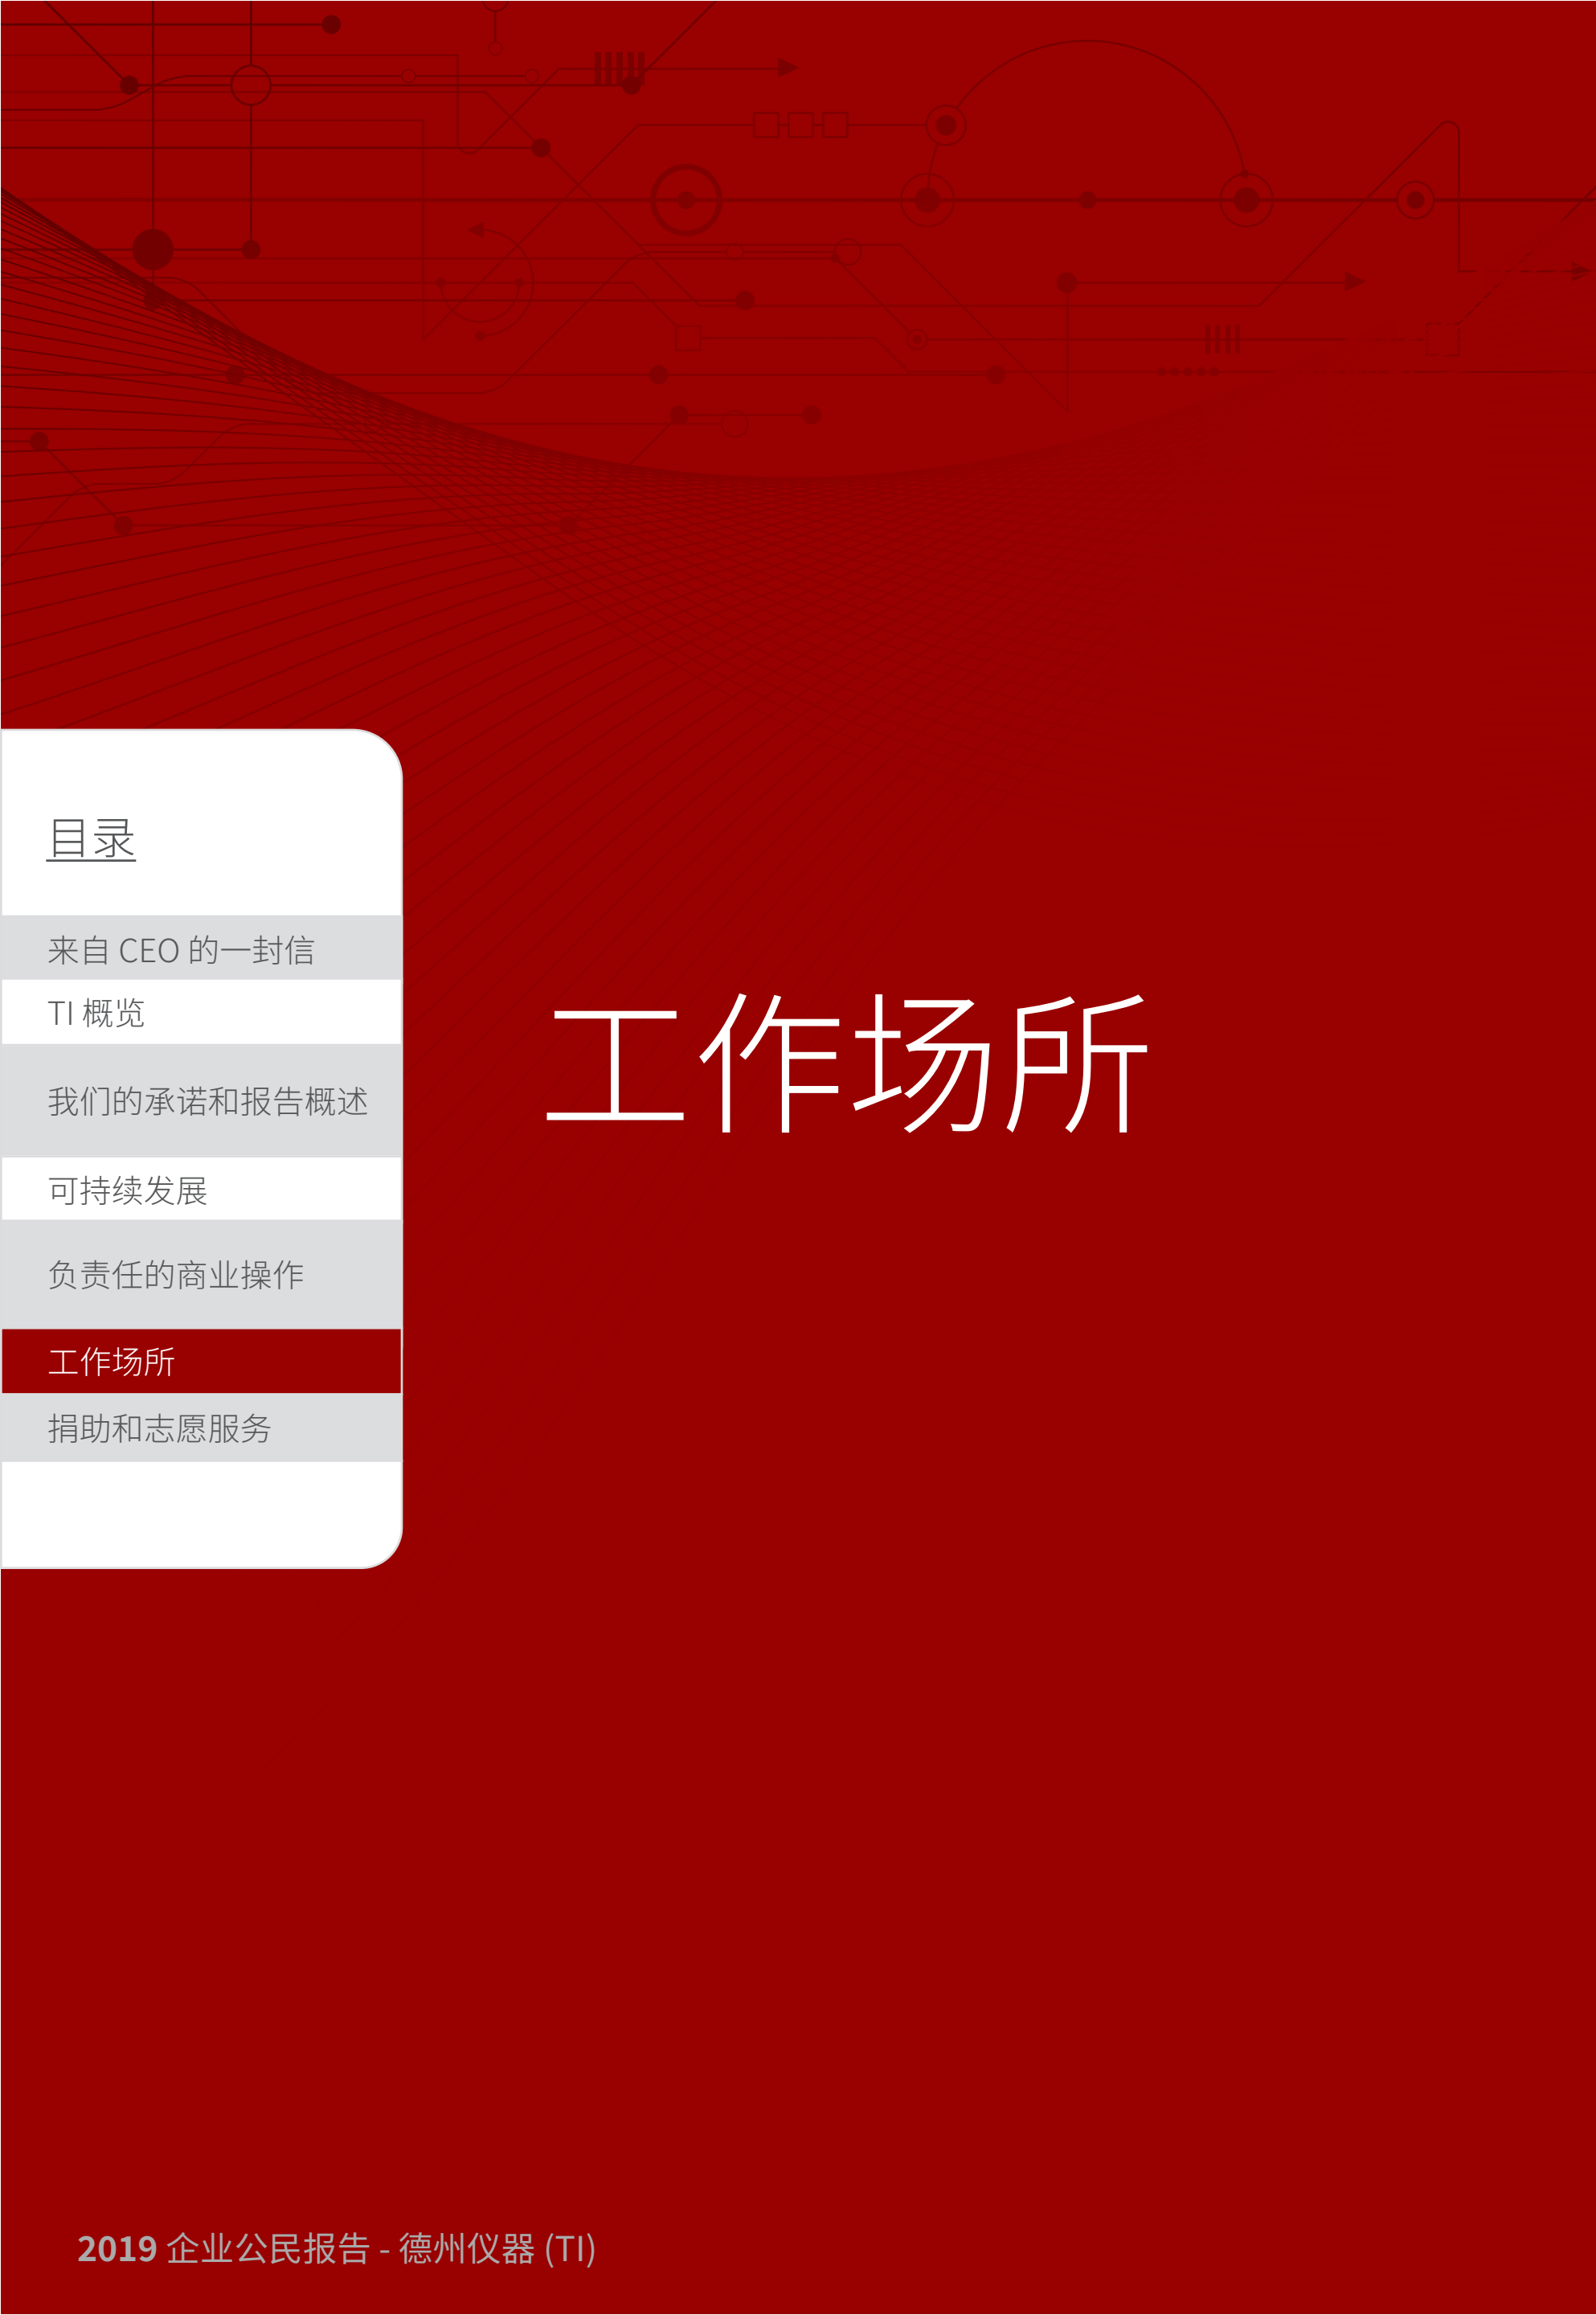 目录
来自 CEO 的一封信
TI 概览
我们的承诺和报告概述
可持续发展
负责任的商业操作
工作场所
捐助和志愿服务
工作场所
2019 企业公民报告 - 德州仪器 (TI)